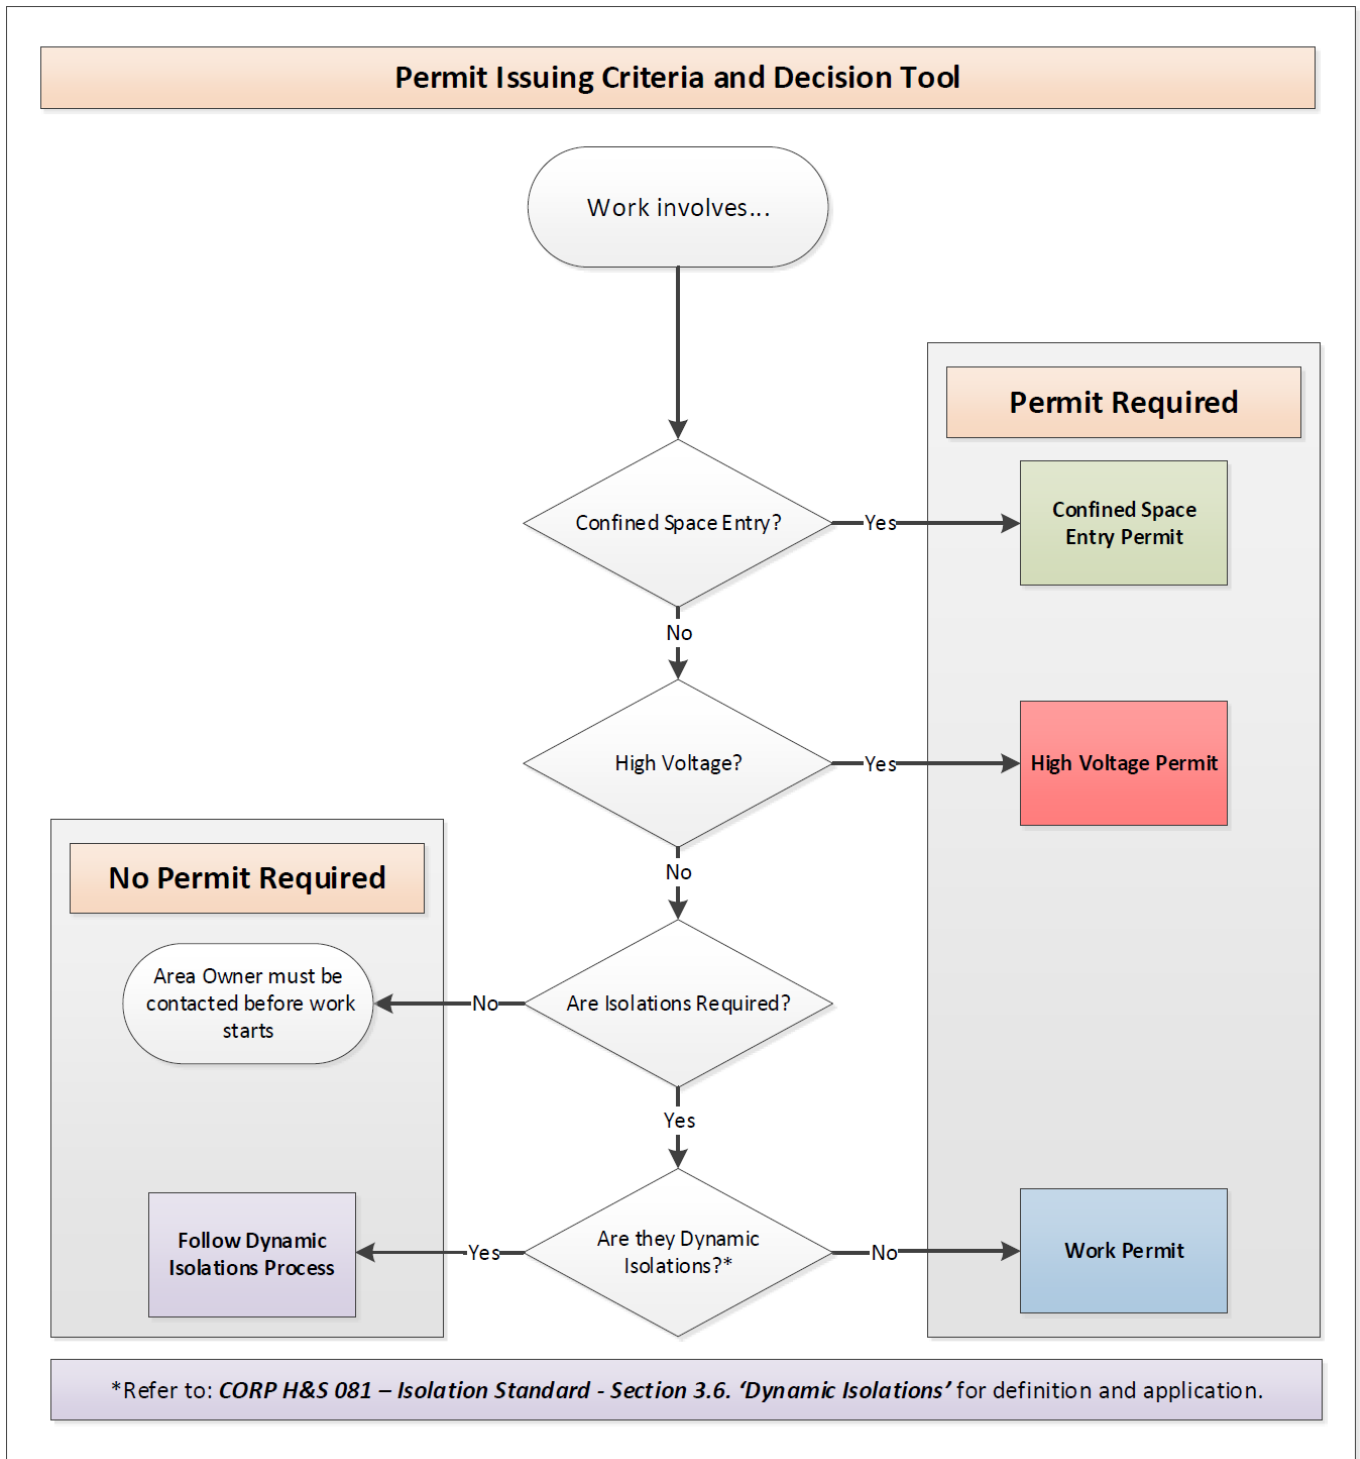 Permit Issuing Criteria and Decision Tool
Work involves...
Permit Required
Confined Space Entry?
Yes
Confined Space
Entry Permit
No
High Voltage?
Yes
High Voltage Permit
No
No Permit Required
Area Owner must be
contacted before work
starts
No
Are Isolations Required?
Yes
Follow Dynamic
Isolations Process
Yes
Are they Dynamic
Isolations?*
No
Work Permit
*Refer to: CORP H&S 081 – Isolation Standard - Section 3.6. ‘Dynamic Isolations’ for definition and application.